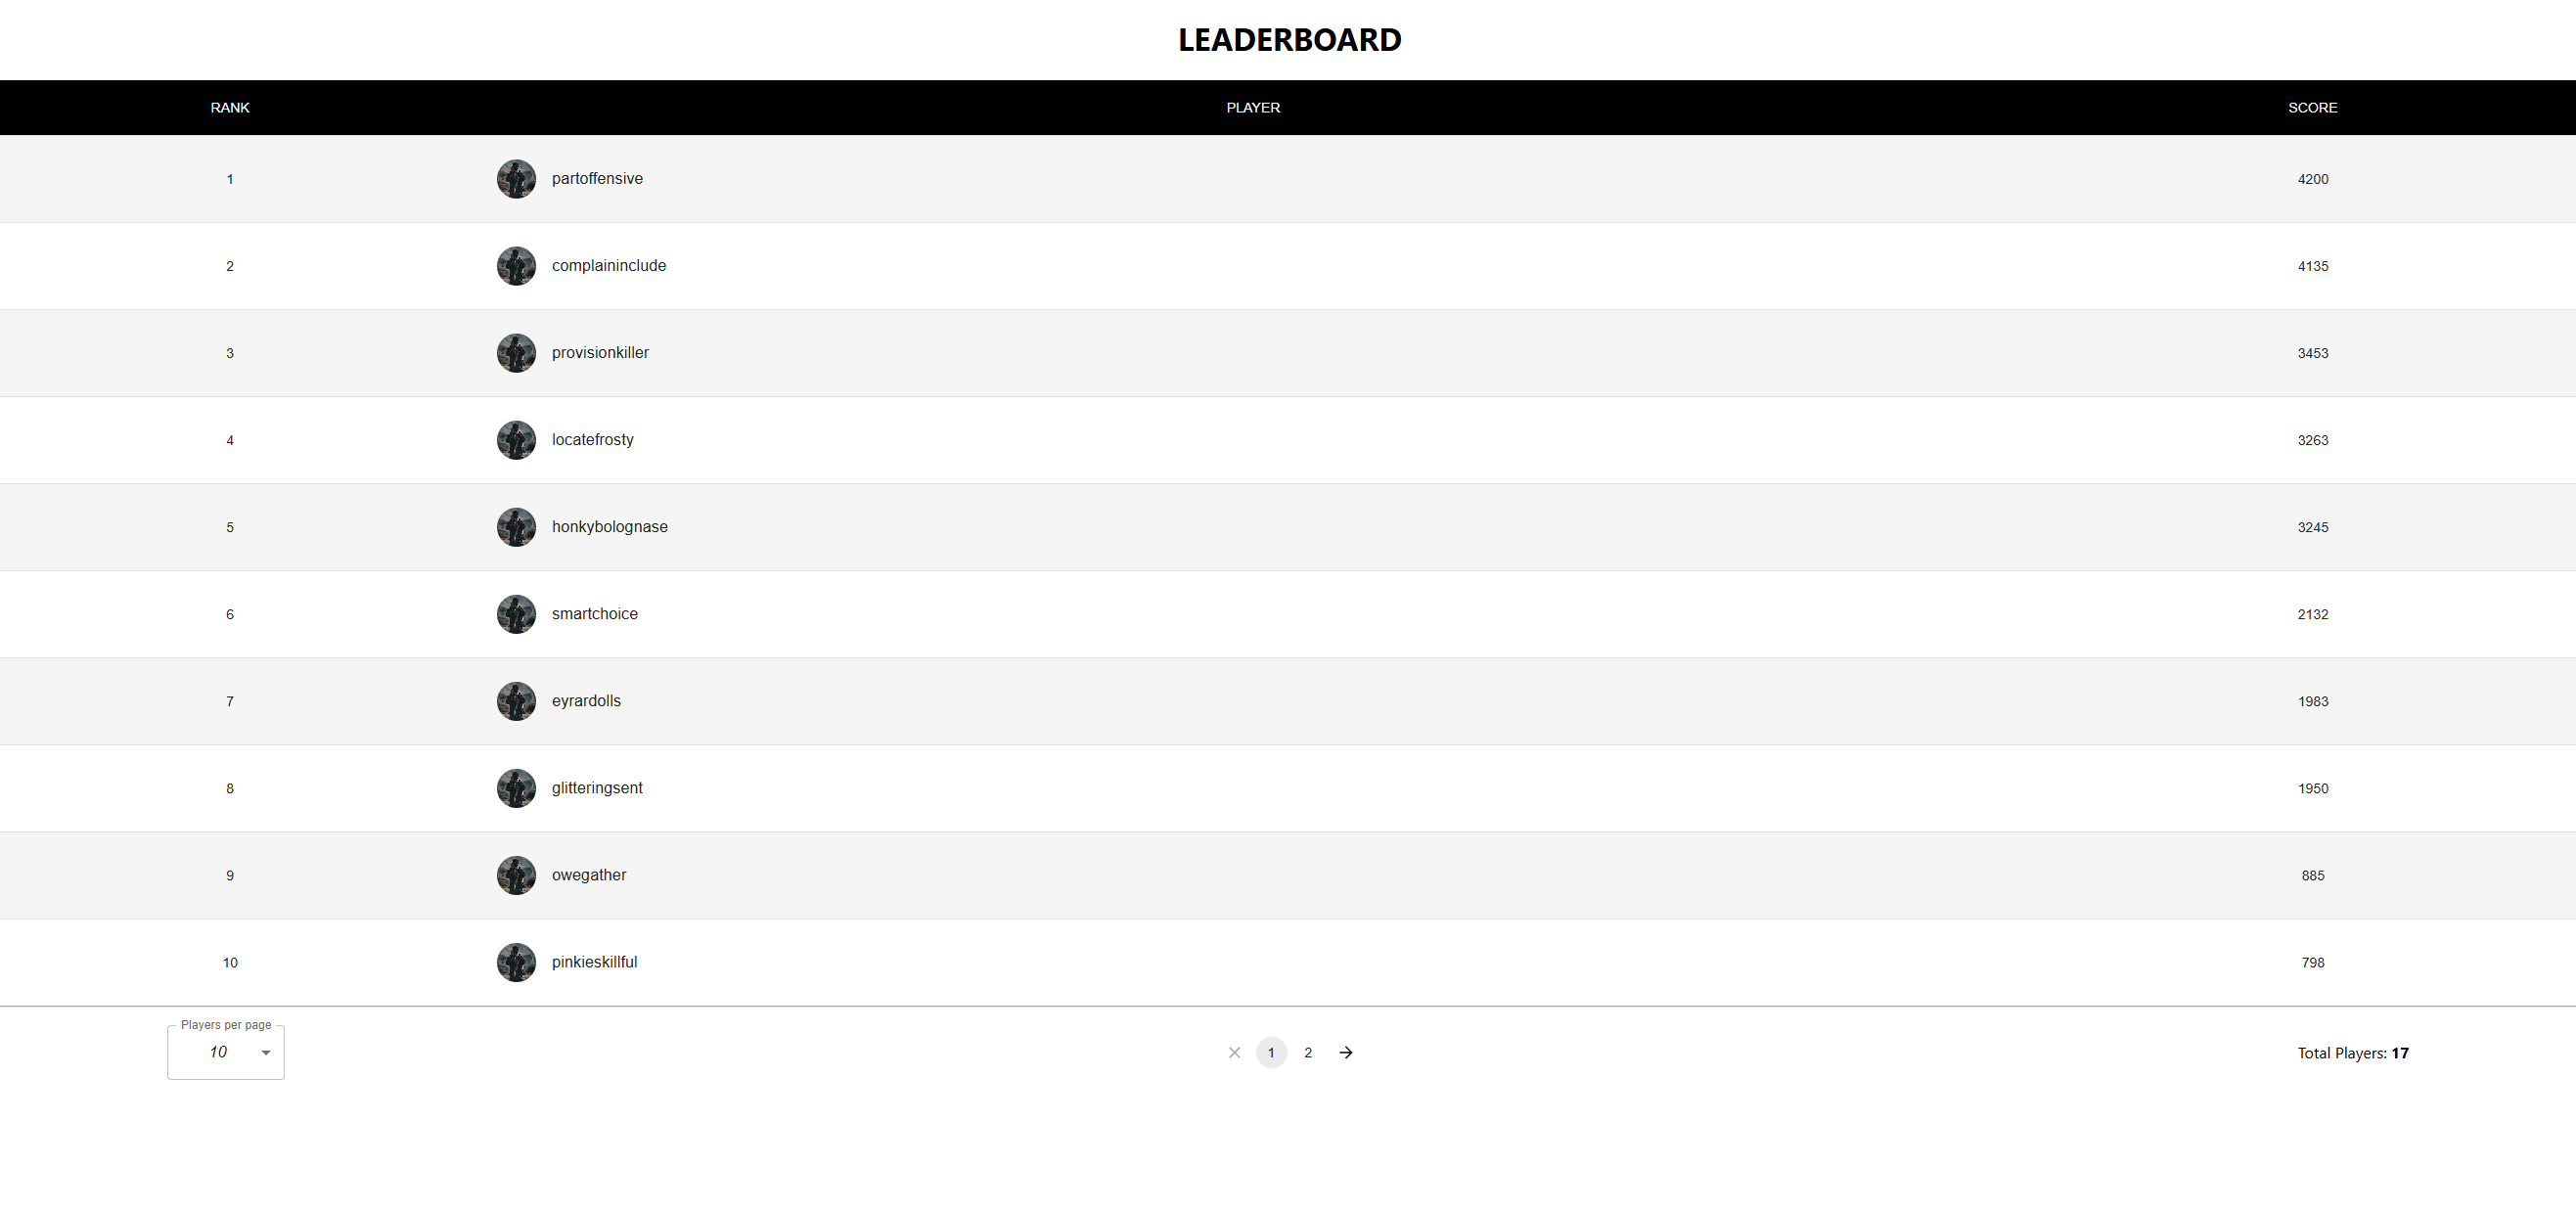 LEADERBOARD
RANK PLAYER SCORE
1 partoffensive 4200
2 complaininclude 4135
3 provisionkiller 3453
4 locatefrosty 3263
5 honkybolognase 3245
6 smartchoice 2132
7 eyrardolls 1983
8 glitteringsent 1950
9 owegather 885
10 pinkieskillful 798
Players per page
10 1 2 Total Players: 17